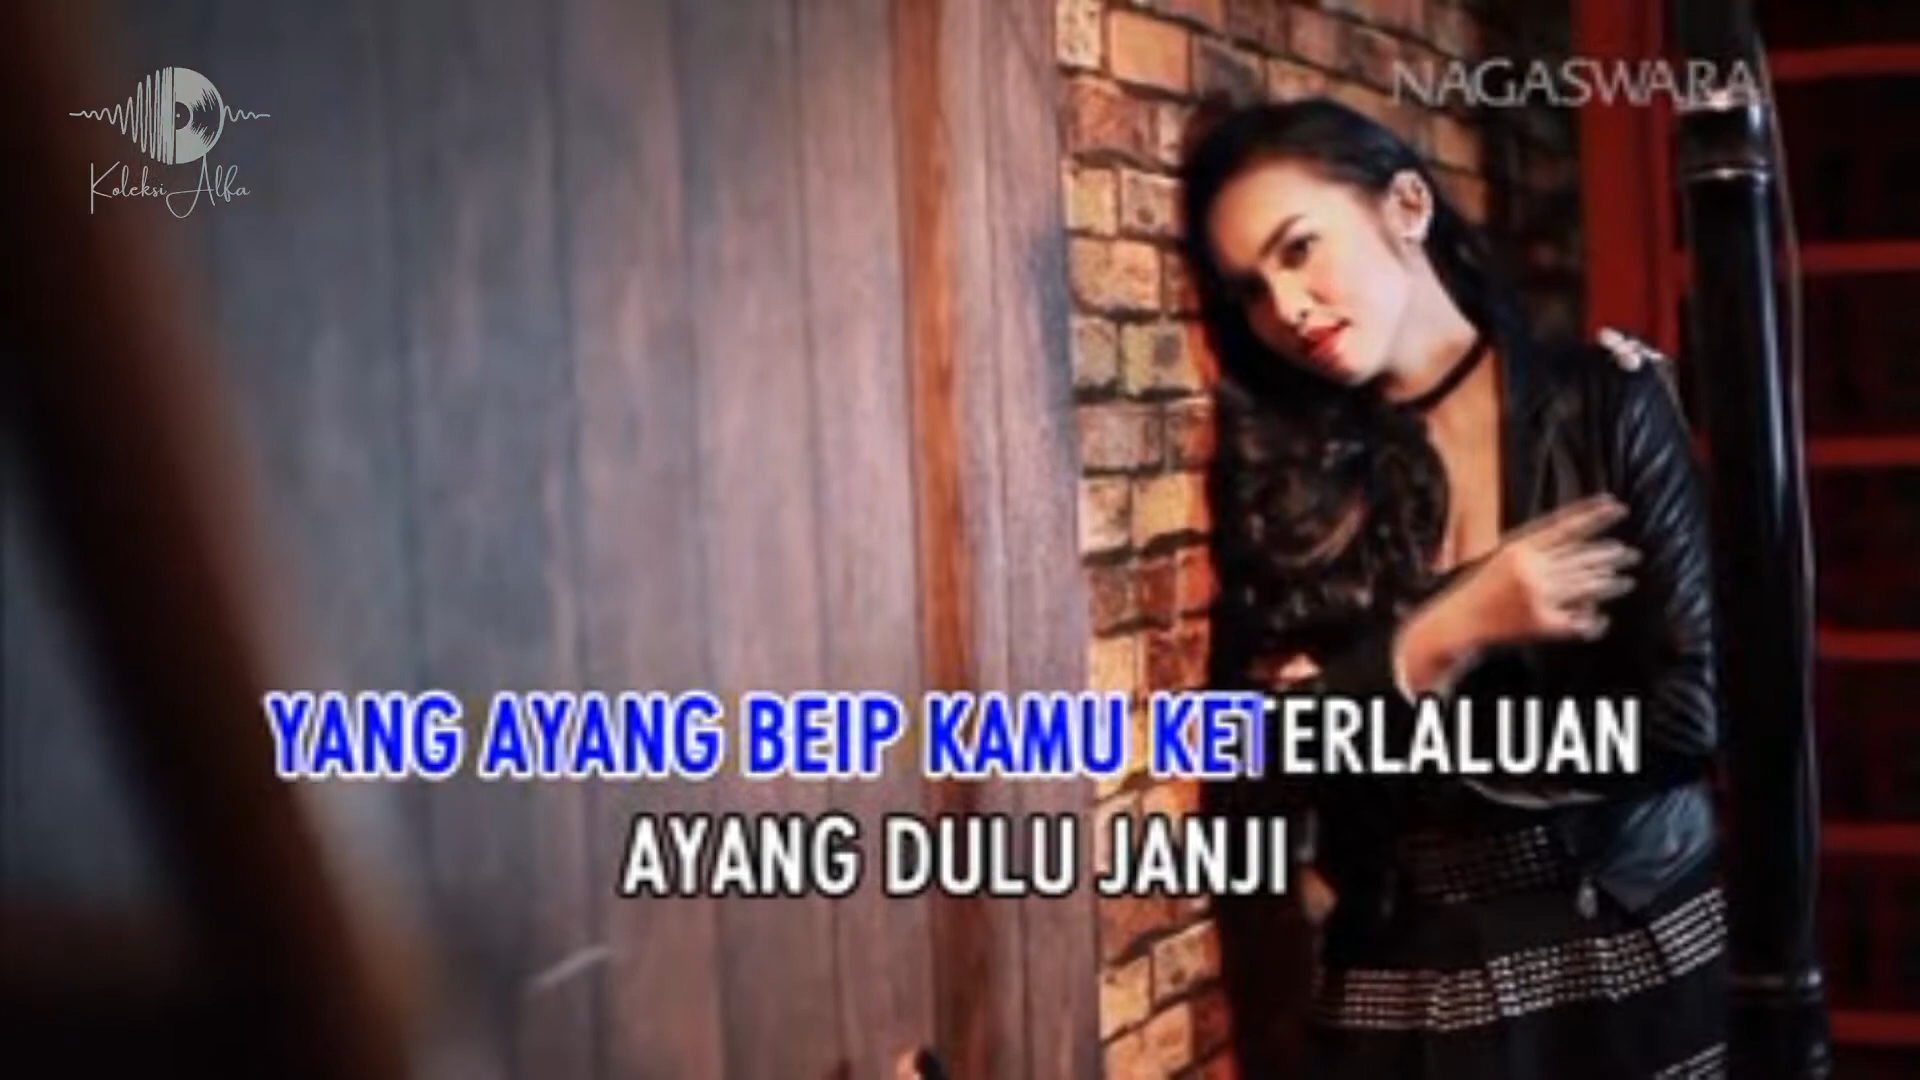 NAGASWARA
Koleksi Alfa
YANG AYANG BEIP KAMU KETERLALUAN
AYANG DULU JANJI